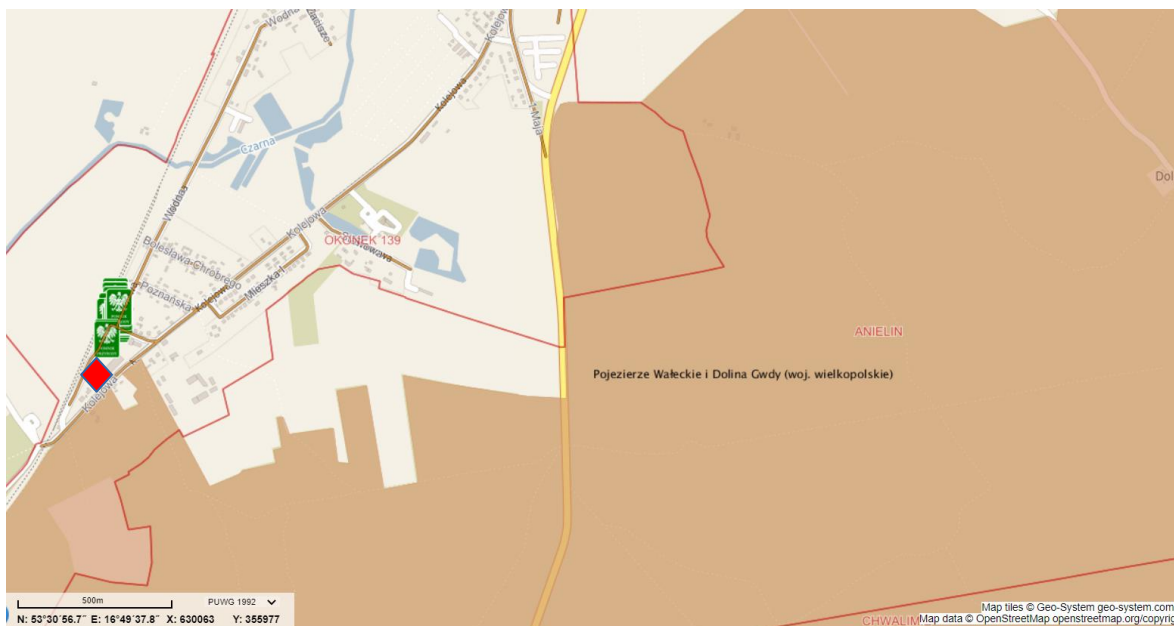 Wodna
Zacisze
Kolejowa
Kolejowa
1 Maja
Czarna
Wodna
Kolejowa
OKONEK 139
Bolesława Chrobrego
Mieszka I
Poznańska
Kolejowa
Dol
ANIELIN
Pojezierze Wałeckie i Dolina Gwdy (woj. wielkopolskie)
Kolejowa
500m
PUWG 1992
N: 53°30´56.7˝ E: 16°49´37.8˝ X: 630063 Y: 355977
CHWALIM
Map tiles © Geo-System geo-system.com
Map data © OpenStreetMap openstreetmap.org/copyrig